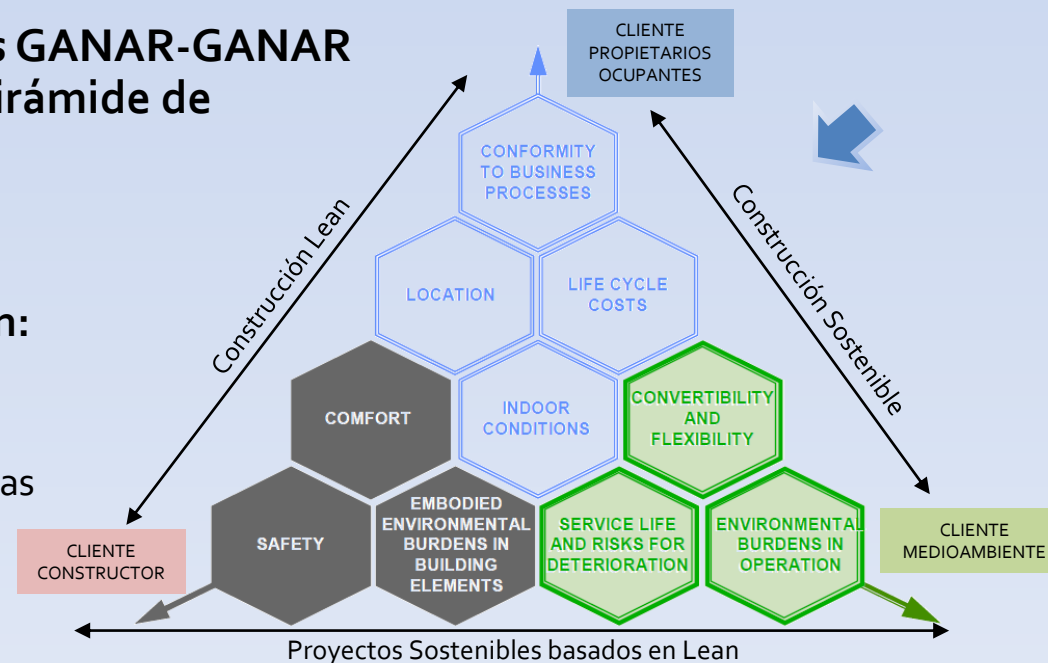 s GANAR-GANAR
irámide de
n:
as
CLIENTE
PROPIETARIOS
OCUPANTES
Construcción Lean
Construcción Sostenible
CONFORMITY
TO BUSINESS
PROCESSES
LOCATION
LIFE CYCLE
COSTS
COMFORT
INDOOR
CONDITIONS
CONVERTIBILITY
AND
FLEXIBILITY
SAFETY
EMBODIED
ENVIRONMENTAL
BURDENS IN
BUILDING
ELEMENTS
SERVICE LIFE
AND RISKS FOR
DETERIORATION
ENVIRONMENTAL
BURDENS IN
OPERATION
CLIENTE
CONSTRUCTOR
CLIENTE
MEDIOAMBIENTE
Proyectos Sostenibles basados en Lean